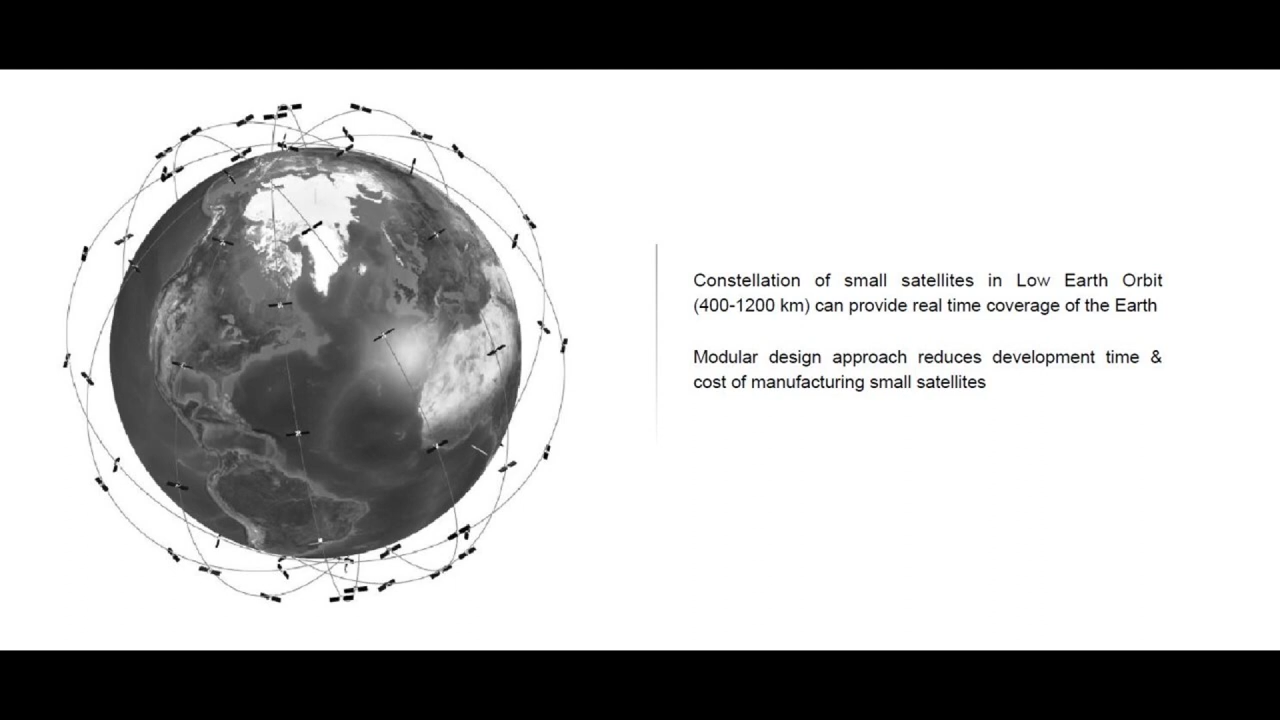 Constellation of small satellites in Low Earth Orbit
(400-1200 km) can provide real time coverage of the Earth
Modular design approach reduces development time &
cost of manufacturing small satellites